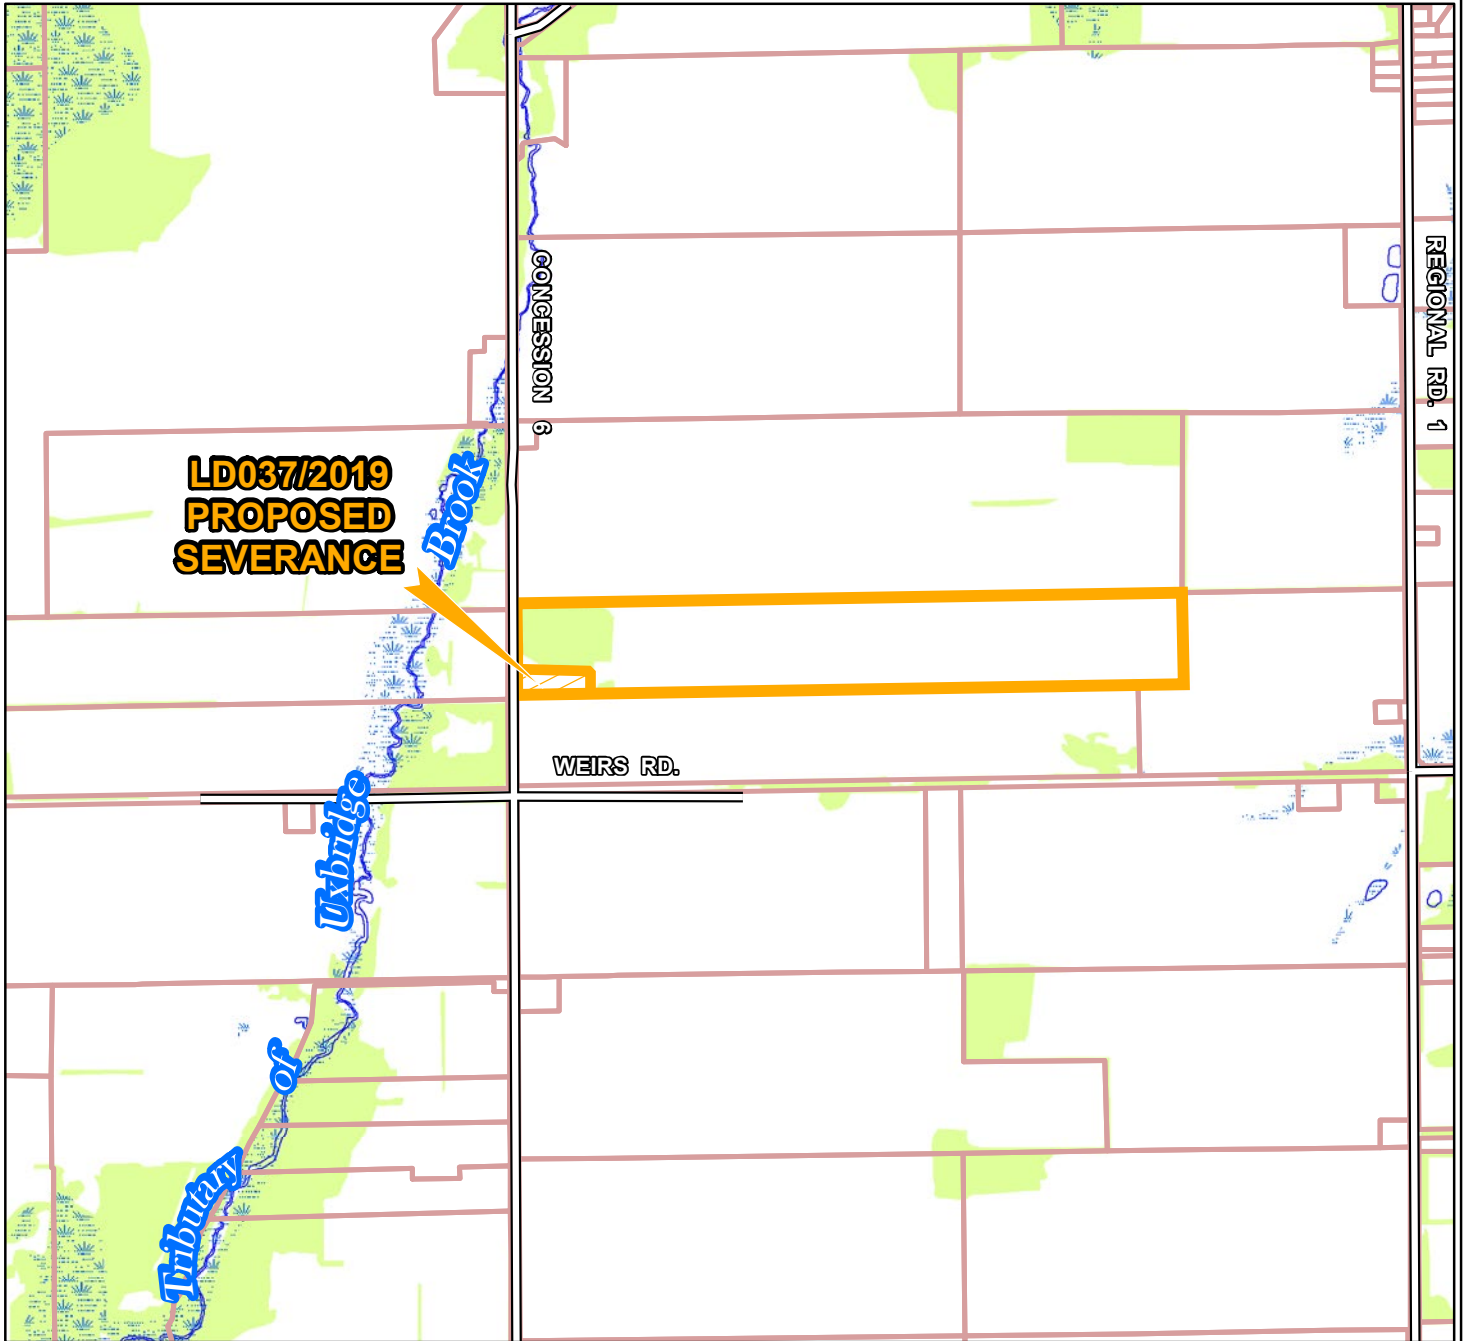 CONCESSION 6
REGIONAL RD. 1
LD037/2019
PROPOSED
SEVERANCE
WEIRS RD.
Tributary of Uxbridge Brook